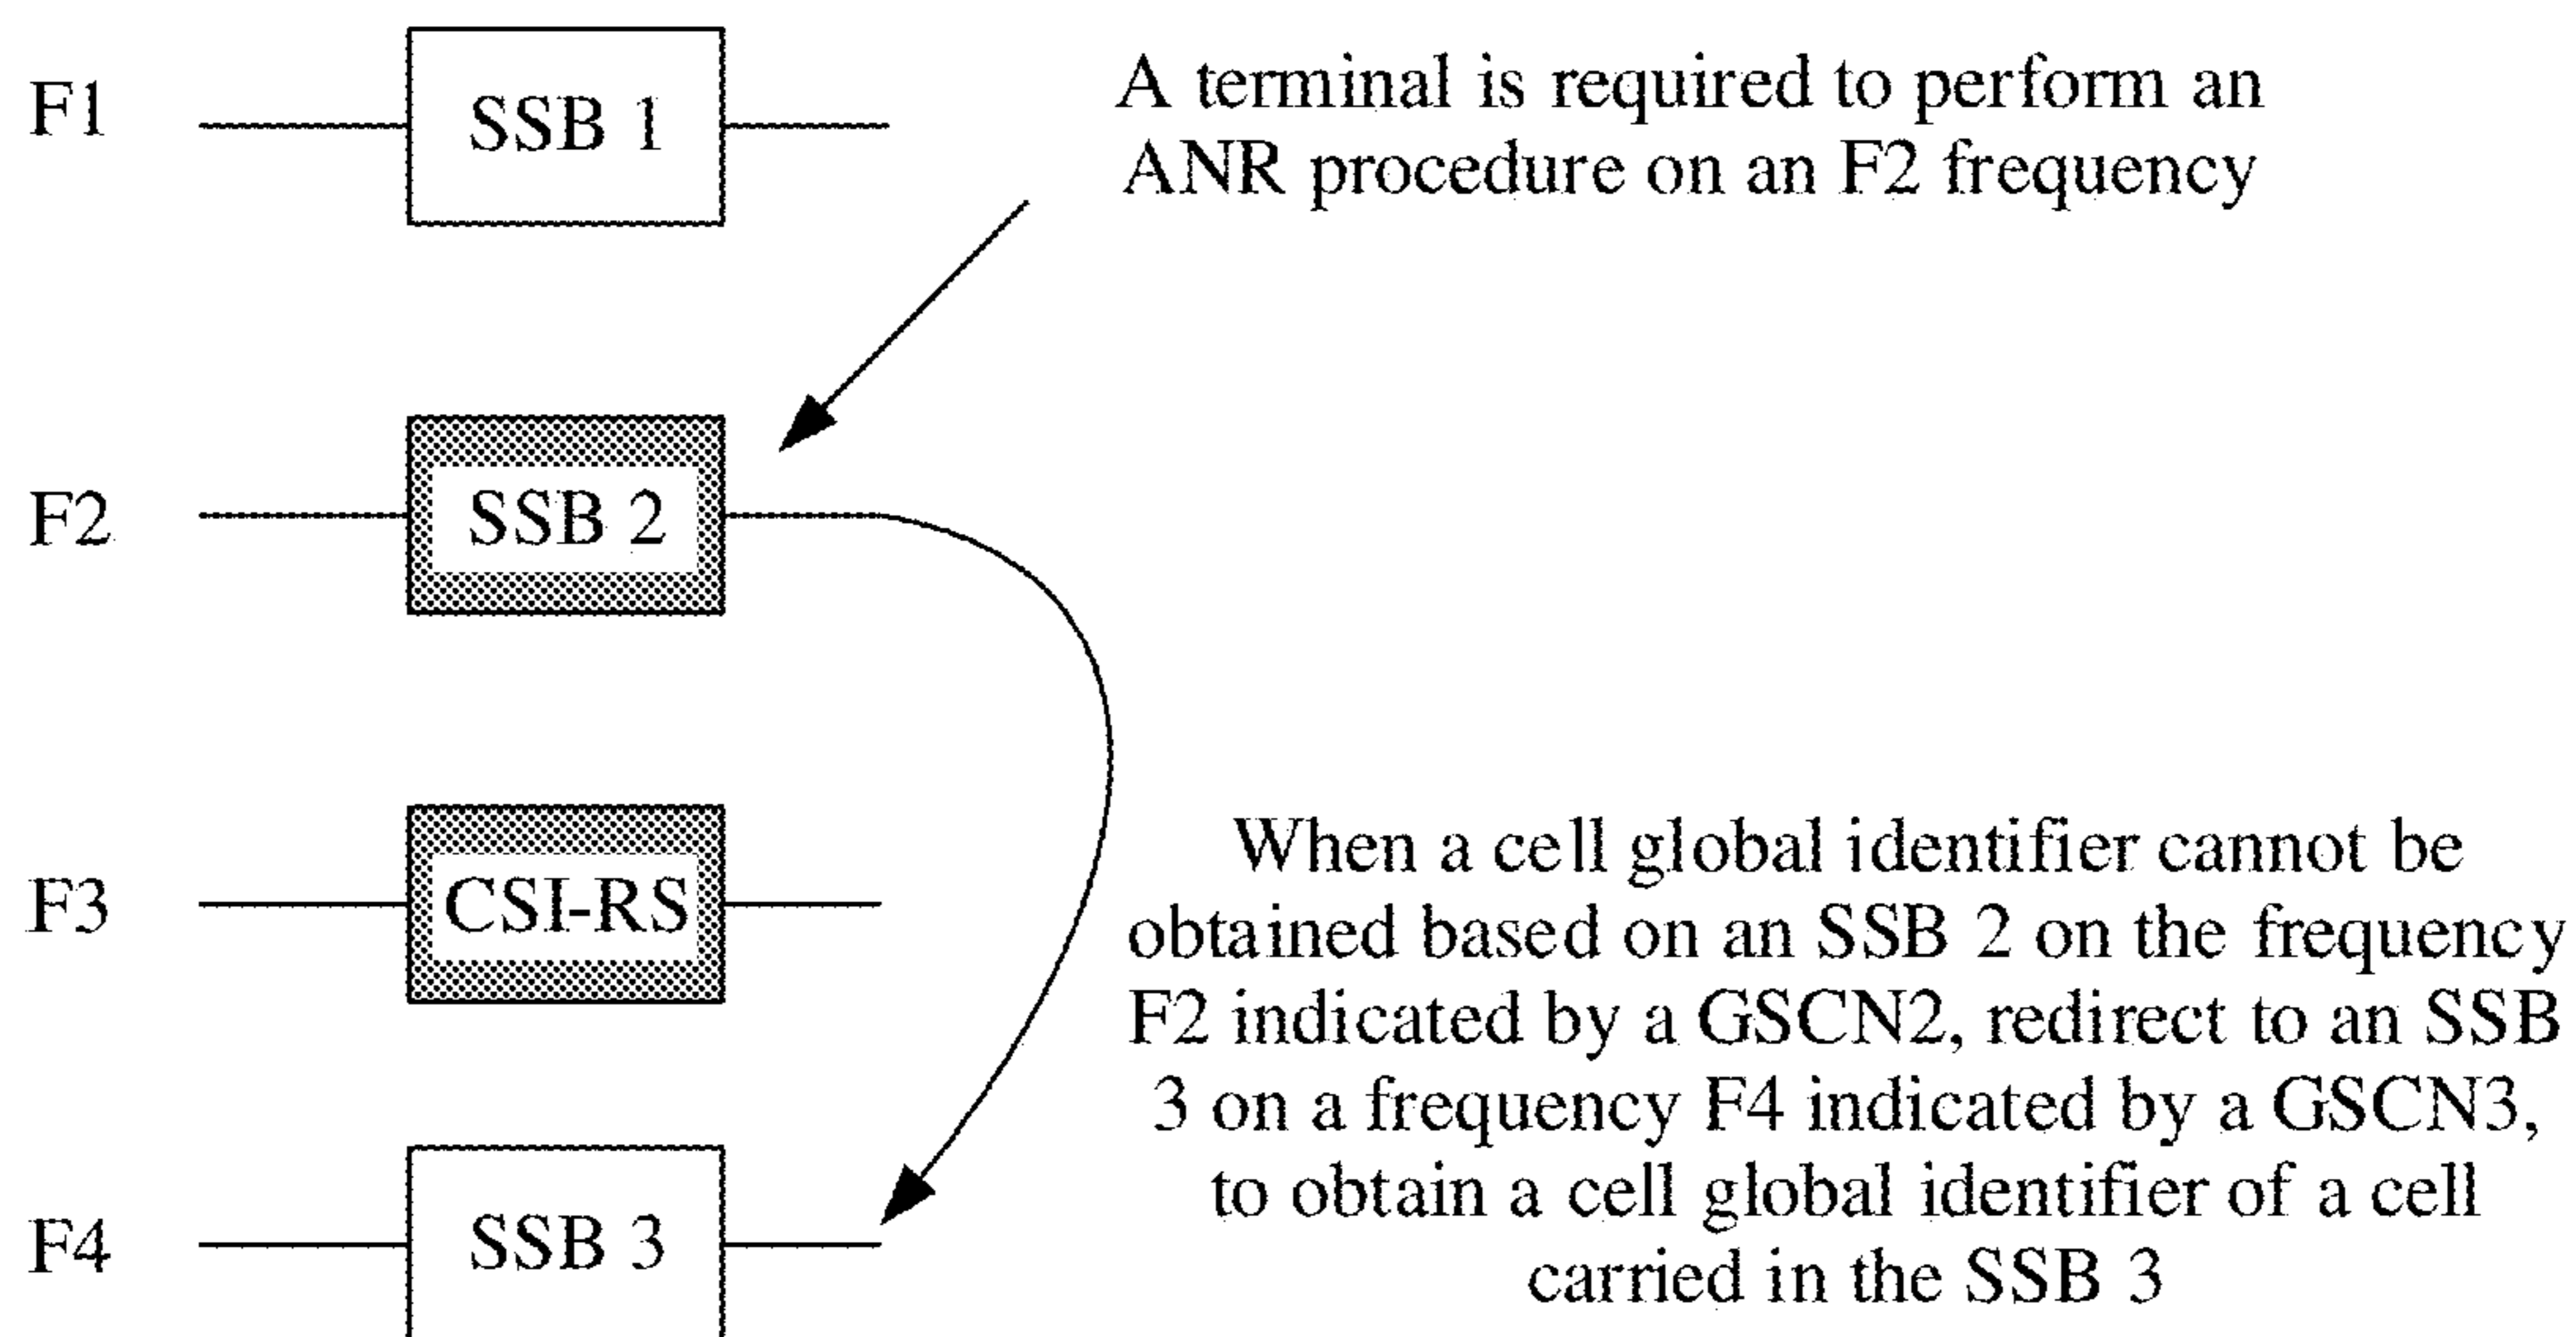 F1
SSB 1
A terminal is required to perform an
ANR procedure on an F2 frequency
F2
SSB 2
F3
CSI-RS
When a cell global identifier cannot be
obtained based on an SSB 2 on the frequency
F2 indicated by a GSCN2, redirect to an SSB
3 on a frequency F4 indicated by a GSCN3,
to obtain a cell global identifier of a cell
carried in the SSB 3
F4
SSB 3